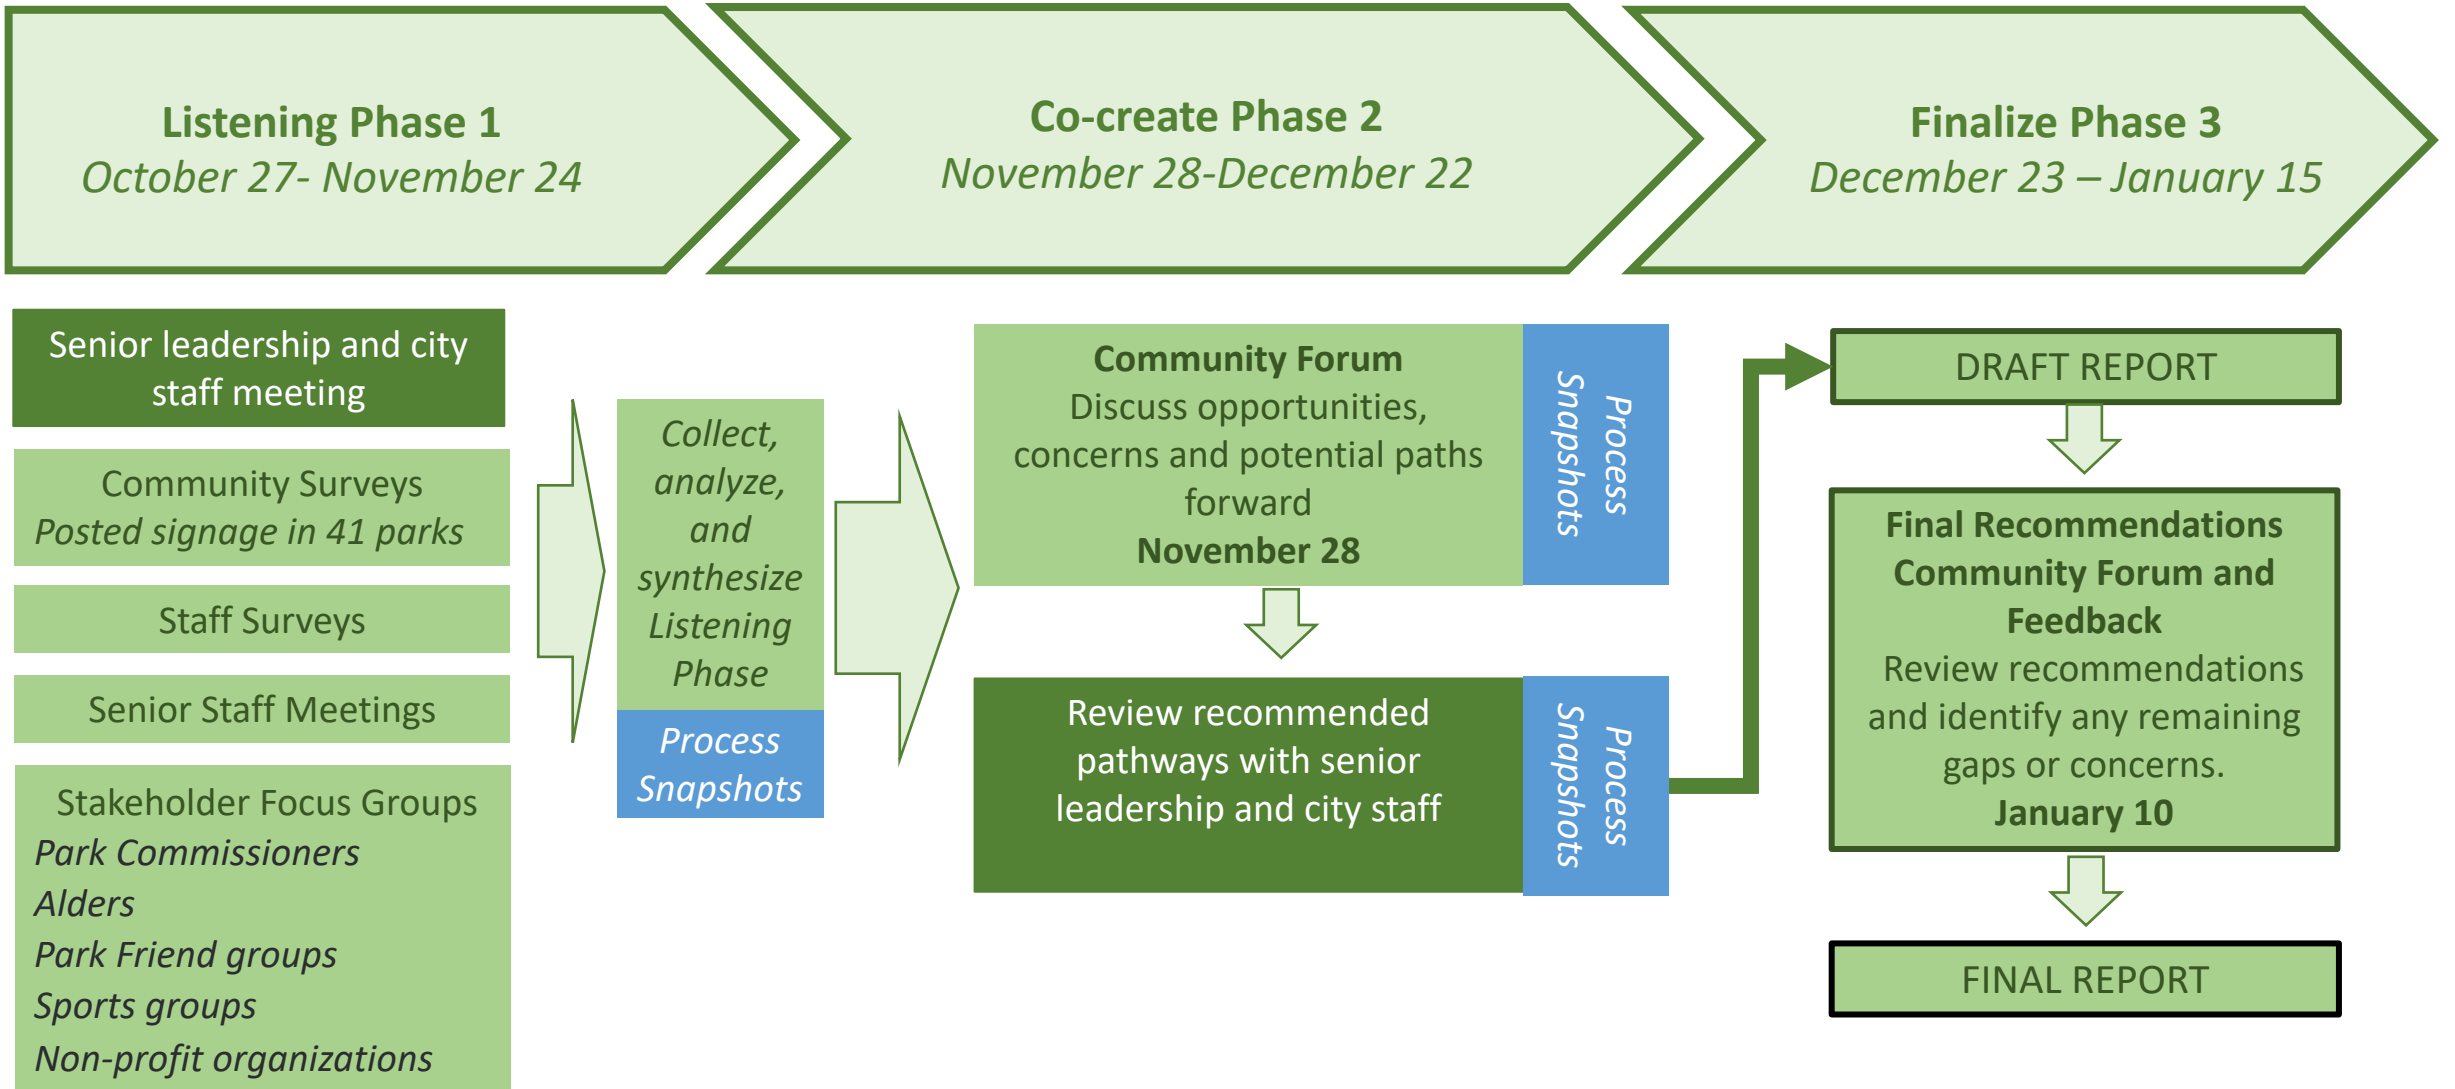 Listening Phase 1
October 27- November 24
Co-create Phase 2
November 28-December 22
Finalize Phase 3
December 23 – January 15
Senior leadership and city
staff meeting
Community Surveys
Posted signage in 41 parks
Staff Surveys
Senior Staff Meetings
Stakeholder Focus Groups
Park Commissioners
Alders
Park Friend groups
Sports groups
Non-profit organizations
Collect,
analyze,
and
synthesize
Listening
Phase
Process
Snapshots
Community Forum
Discuss opportunities,
concerns and potential paths
forward
November 28
Process
Snapshots
Review recommended
pathways with senior
leadership and city staff
Process
Snapshots
DRAFT REPORT
Final Recommendations
Community Forum and
Feedback
Review recommendations
and identify any remaining
gaps or concerns.
January 10
FINAL REPORT